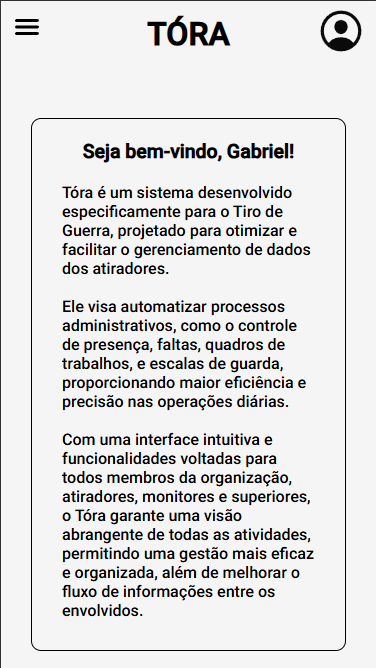 TÓRA
Seja bem-vindo, Gabriel!
Tóra é um sistema desenvolvido
especificamente para o Tiro de
Guerra, projetado para otimizar e
facilitar o gerenciamento de dados
dos atiradores.
Ele visa automatizar processos
administrativos, como o controle
de presença, faltas, quadros de
trabalhos, e escalas de guarda,
proporcionando maior eficiência e
precisão nas operações diárias.
Com uma interface intuitiva e
funcionalidades voltadas para
todos membros da organização,
atiradores, monitores e superiores,
o Tóra garante uma visão
abrangente de todas as atividades,
permitindo uma gestão mais eficaz
e organizada, além de melhorar o
fluxo de informações entre os
envolvidos.